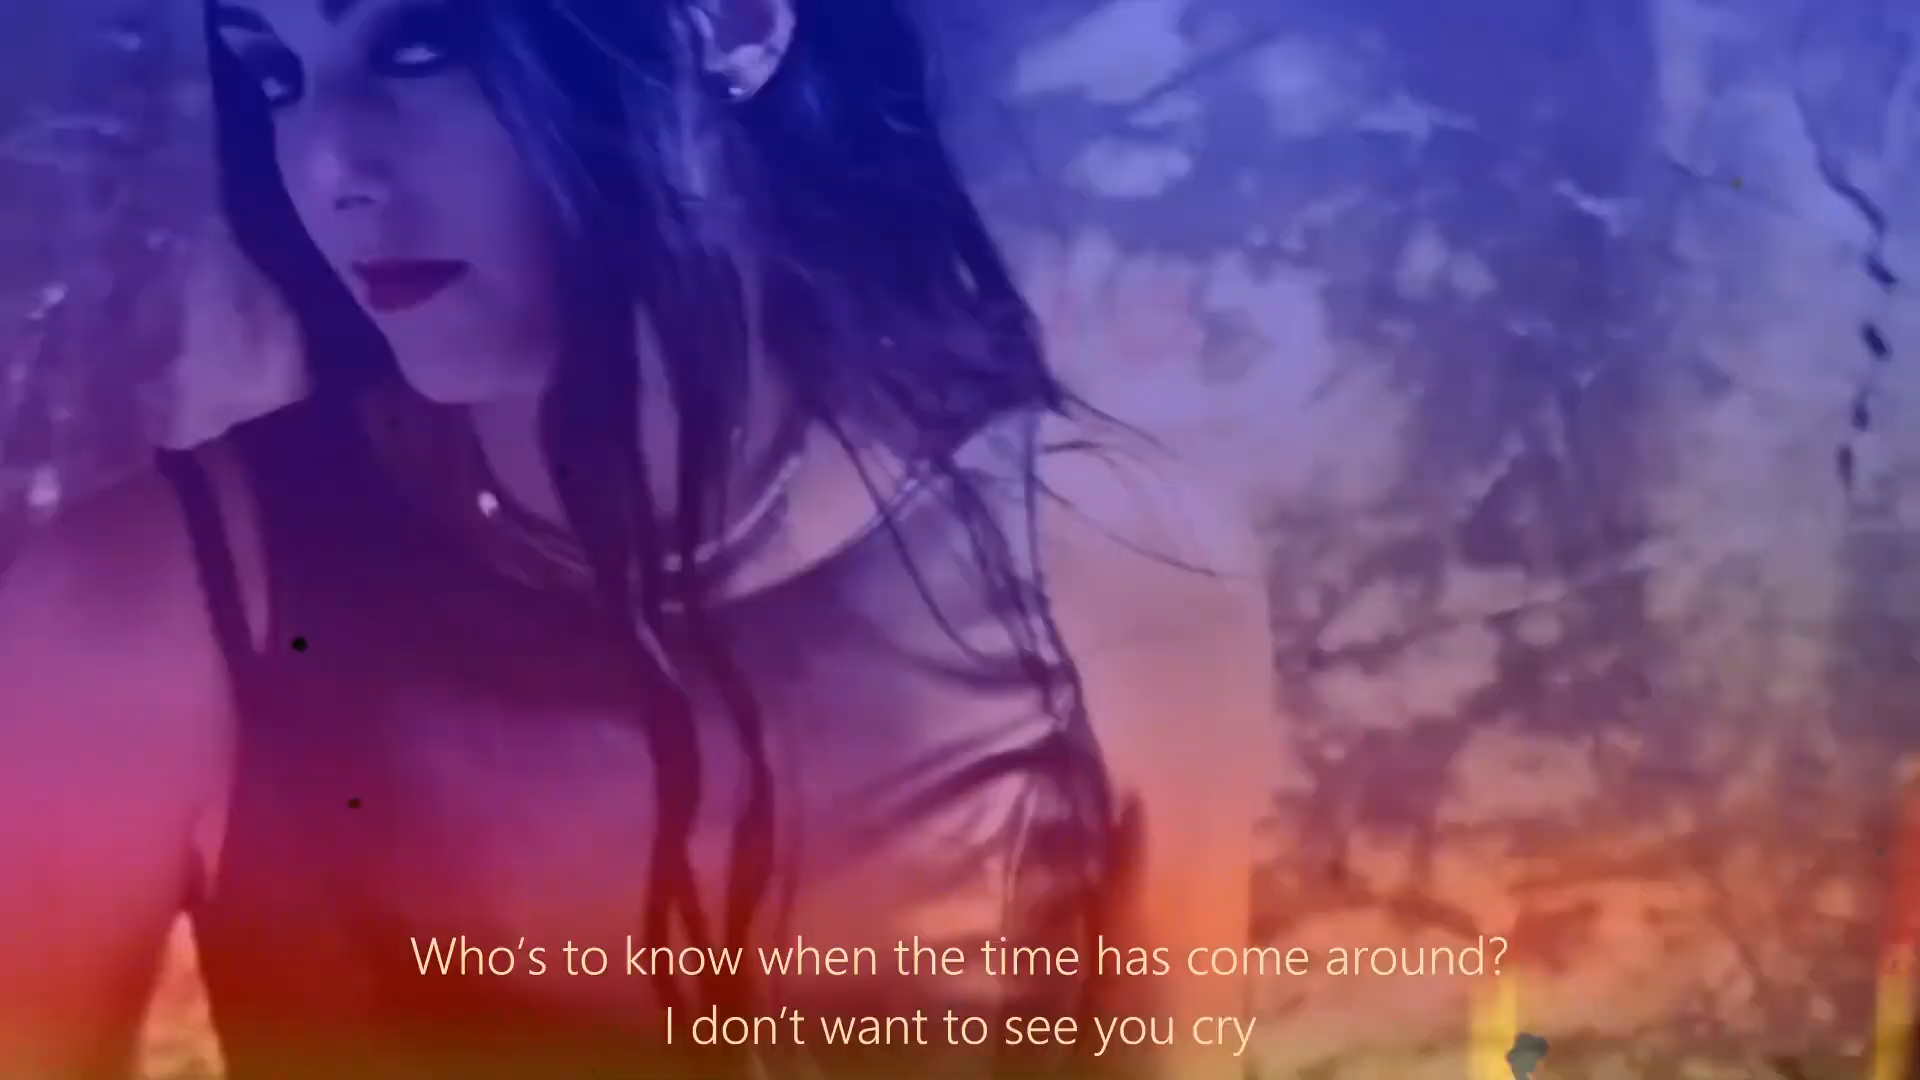 Who's to know when the time has come around?
I don't want to see you cry